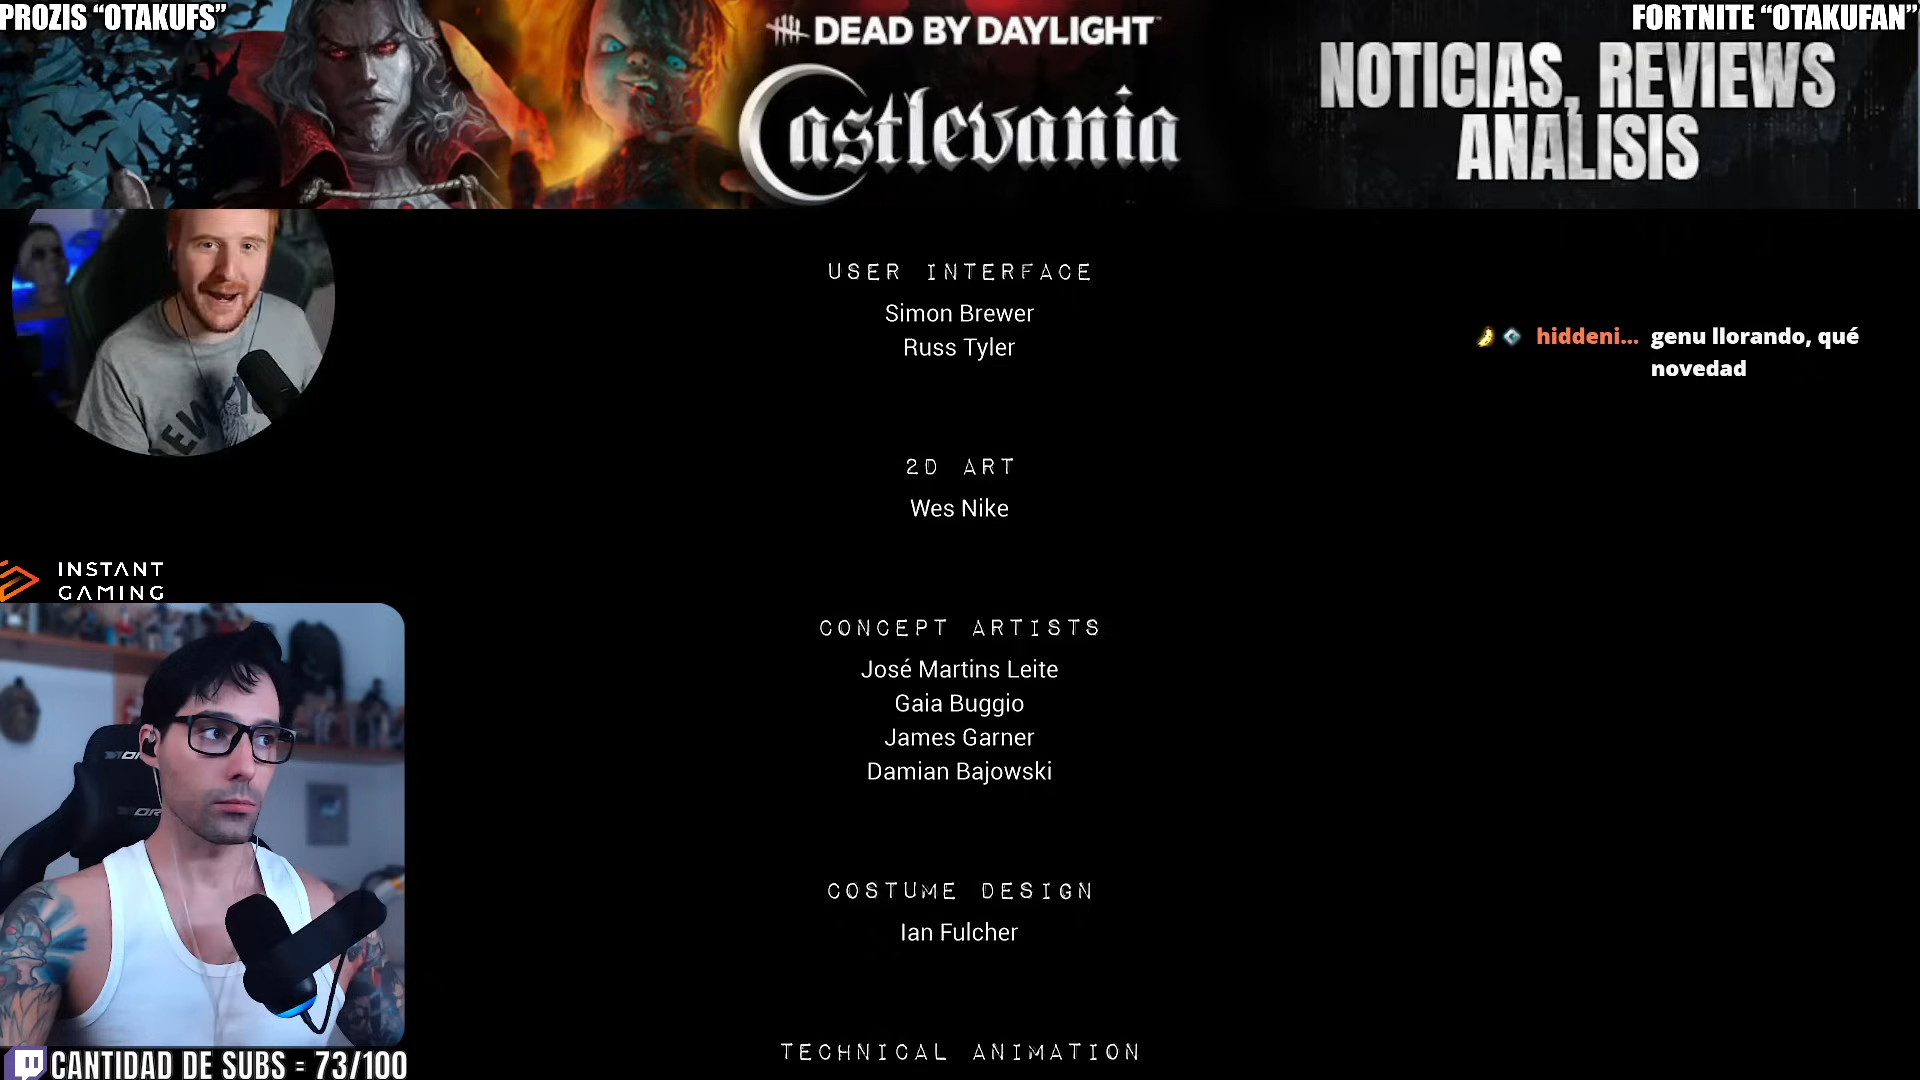 PROZIS “OTAKUFS”
FORTNITE “OTAKUFAN”
DEAD BY DAYLIGHT™
Castlevania
NOTICIAS, REVIEWS
ANALISIS
USER INTERFACE
Simon Brewer
Russ Tyler
hiddeni... genu llorando, qué
novedad
2D ART
Wes Nike
INSTANT
GAMING
CONCEPT ARTISTS
José Martins Leite
Gaia Buggio
James Garner
Damian Bajowski
COSTUME DESIGN
Ian Fulcher
TECHNICAL ANIMATION
CANTIDAD DE SUBS = 73/100